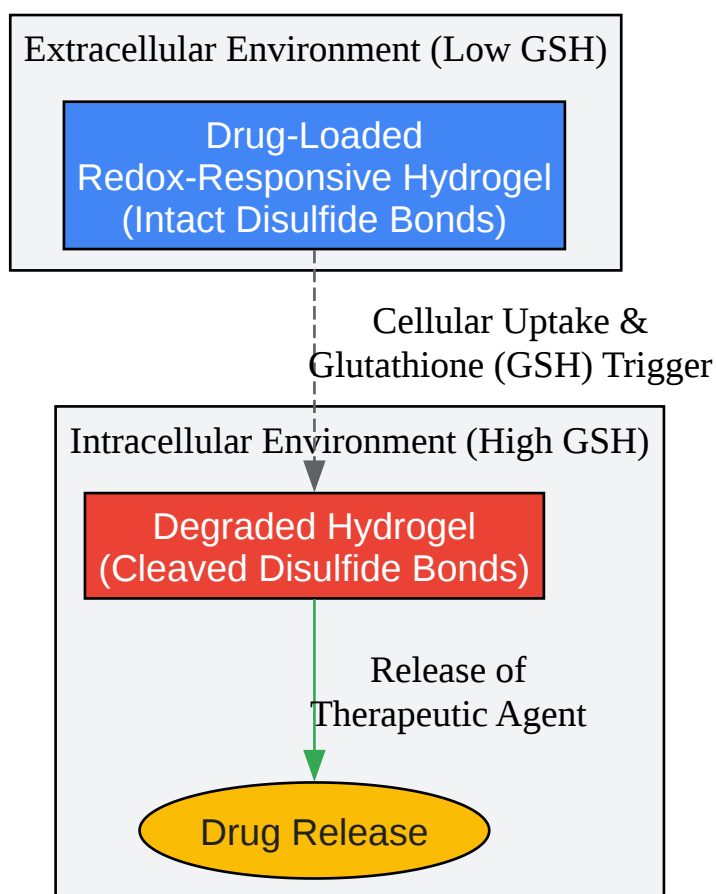 Extracellular Environment (Low GSH)
Drug-Loaded
Redox-Responsive Hydrogel
(Intact Disulfide Bonds)
Cellular Uptake &
Glutathione (GSH) Trigger
Intracellular Environment (High GSH)
Degraded Hydrogel
(Cleaved Disulfide Bonds)
Release of
Therapeutic Agent
Drug Release